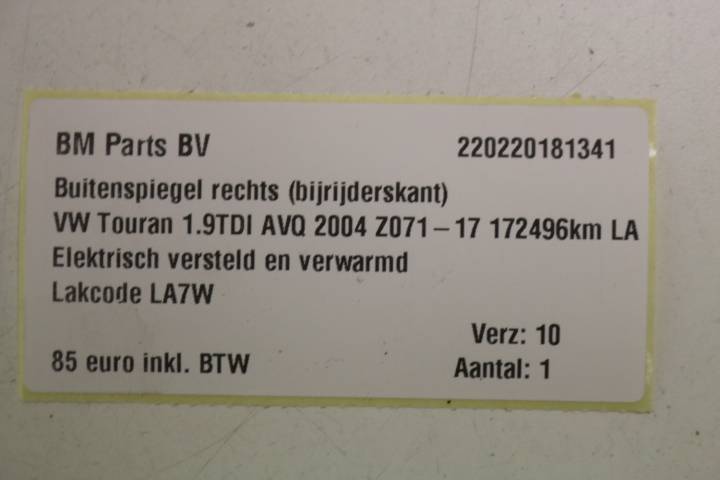 BM Parts BV 220220181341
Buitenspiegel rechts (bijrijderskant)
VW Touran 1.9TDI AVQ 2004 Z071-17 172496km LA
Elektrisch versteld en verwarmd
Lakcode LA7W
Verz: 10
85 euro inkl. BTW Aantal: 1